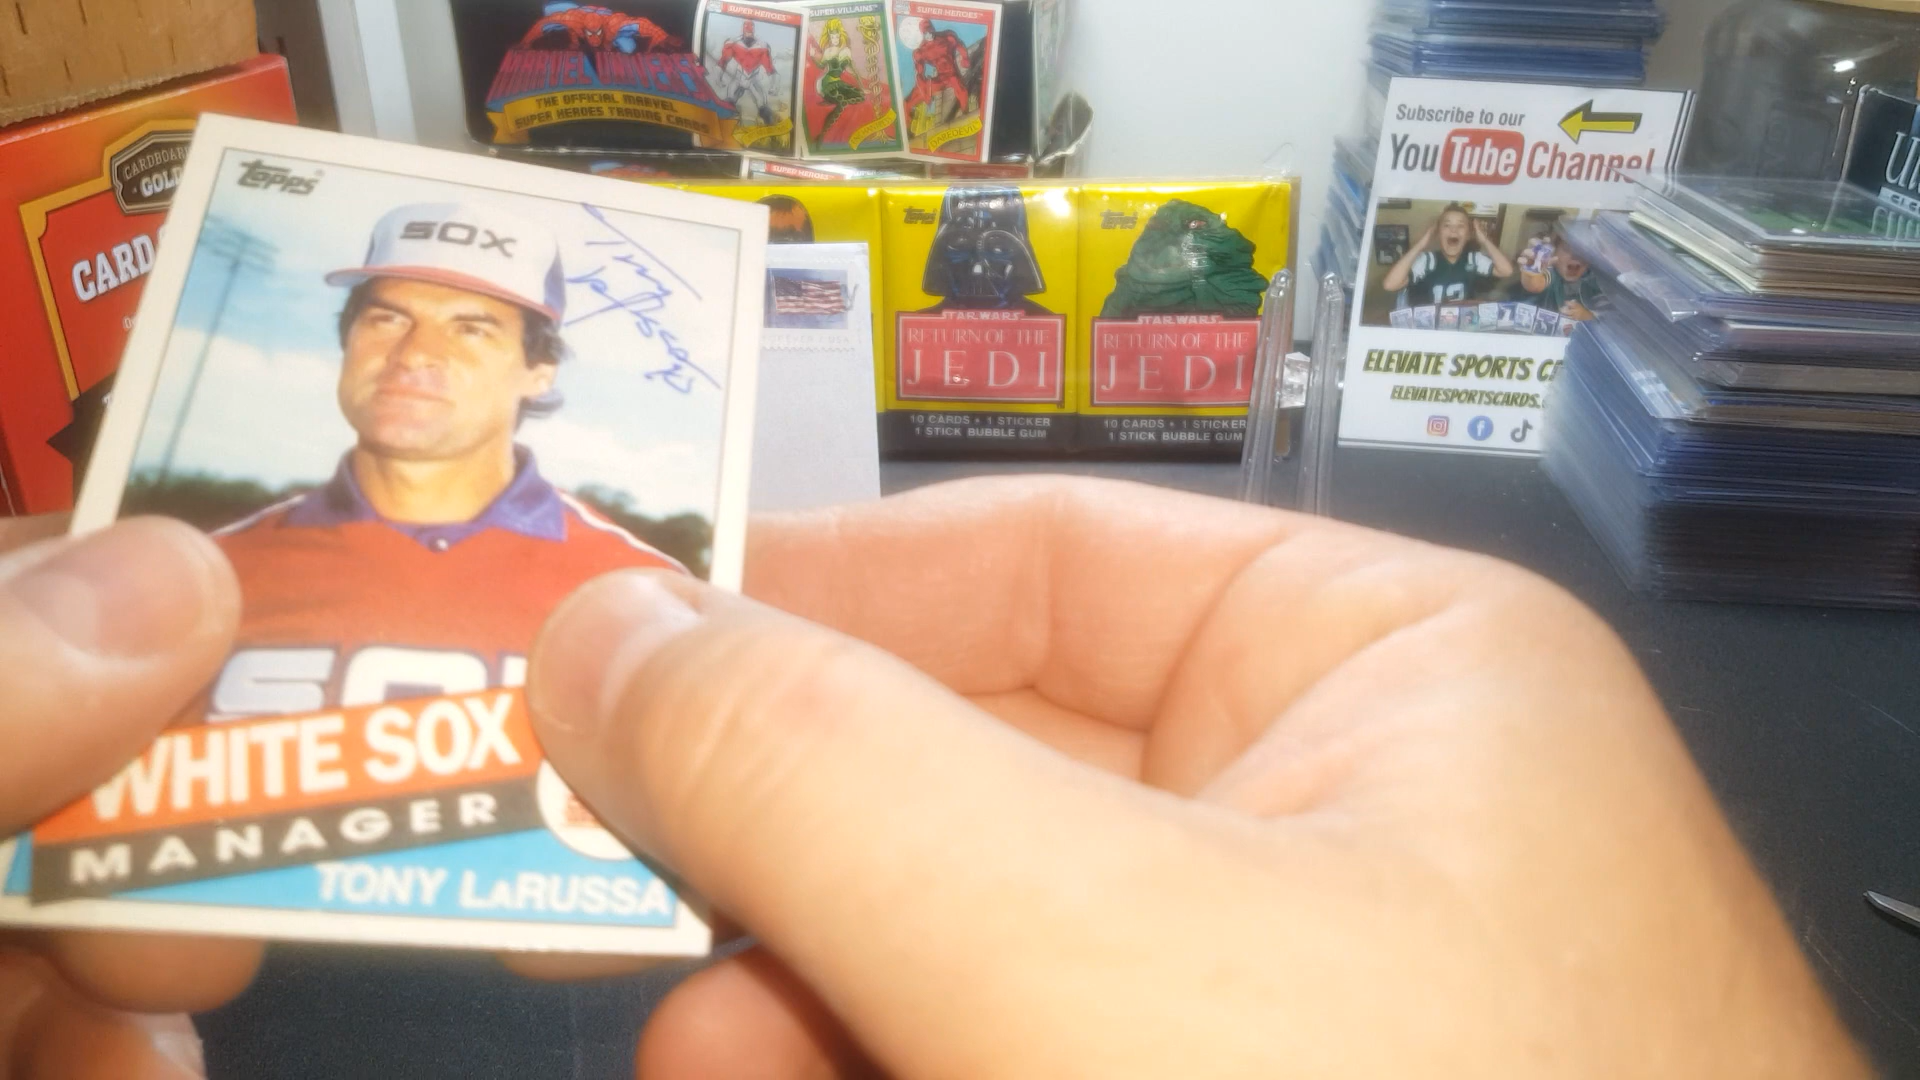 SUPER HEROES
SUPER-VILLAINS
SUPER HEROES
MARVEL UNIVERSE
THE OFFICIAL MARVEL
SUPER HEROES TRADING CARDS
DAREDEVIL
SUPER HEROES
CARDBOARD
GOLD
CARD
topps
SOX
Tony
WHITE SOX
MANAGER
TONY LaRUSSA
topps
STAR WARS
RETURN OF THE
JEDI
10 CARDS • 1 STICKER
1 STICK BUBBLE GUM
topps
STAR WARS
RETURN OF THE
JEDI
10 CARDS • 1 STICKER
1 STICK BUBBLE GUM
Subscribe to our
YouTube Channel
12
ELEVATE SPORTS
ELEVATESPORTSCARDS.